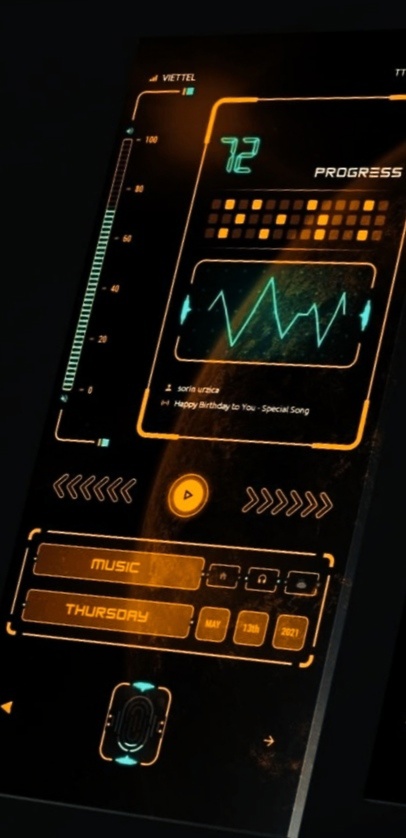 VIETTEL
TT
100
72
PROGRESS
80
60
40
20
0
sorin urzica
Happy Birthday to You - Special Song
MUSIC
THURSDAY
MAY
13th
2021